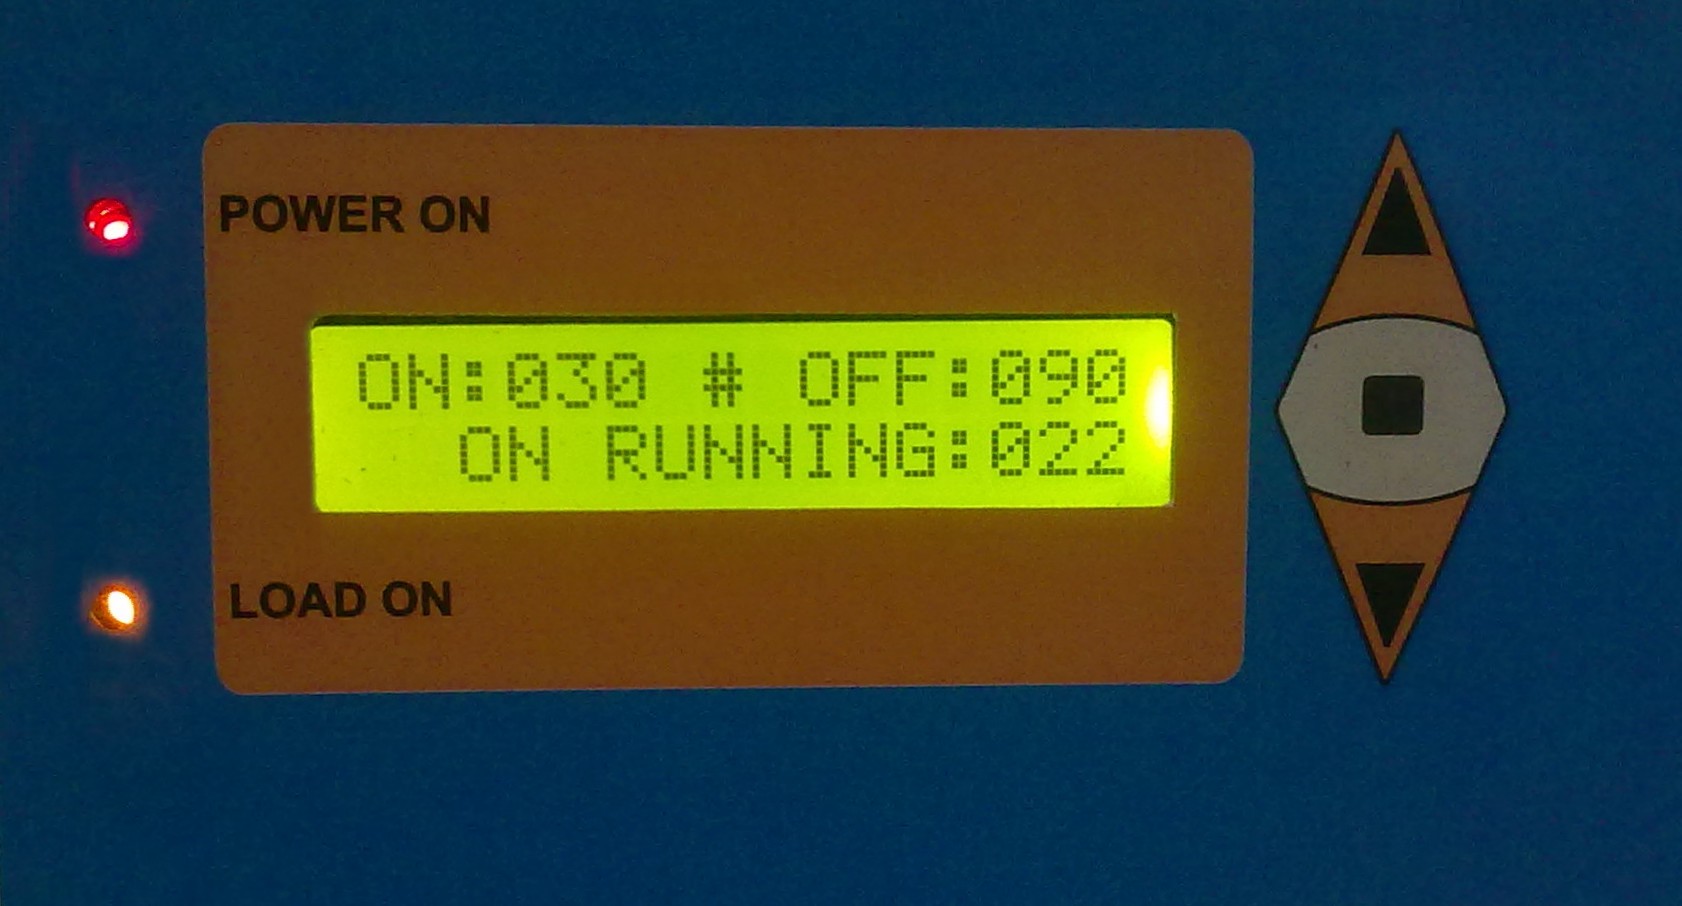 POWER ON
ON:030 # OFF:090
ON RUNNING:022
LOAD ON